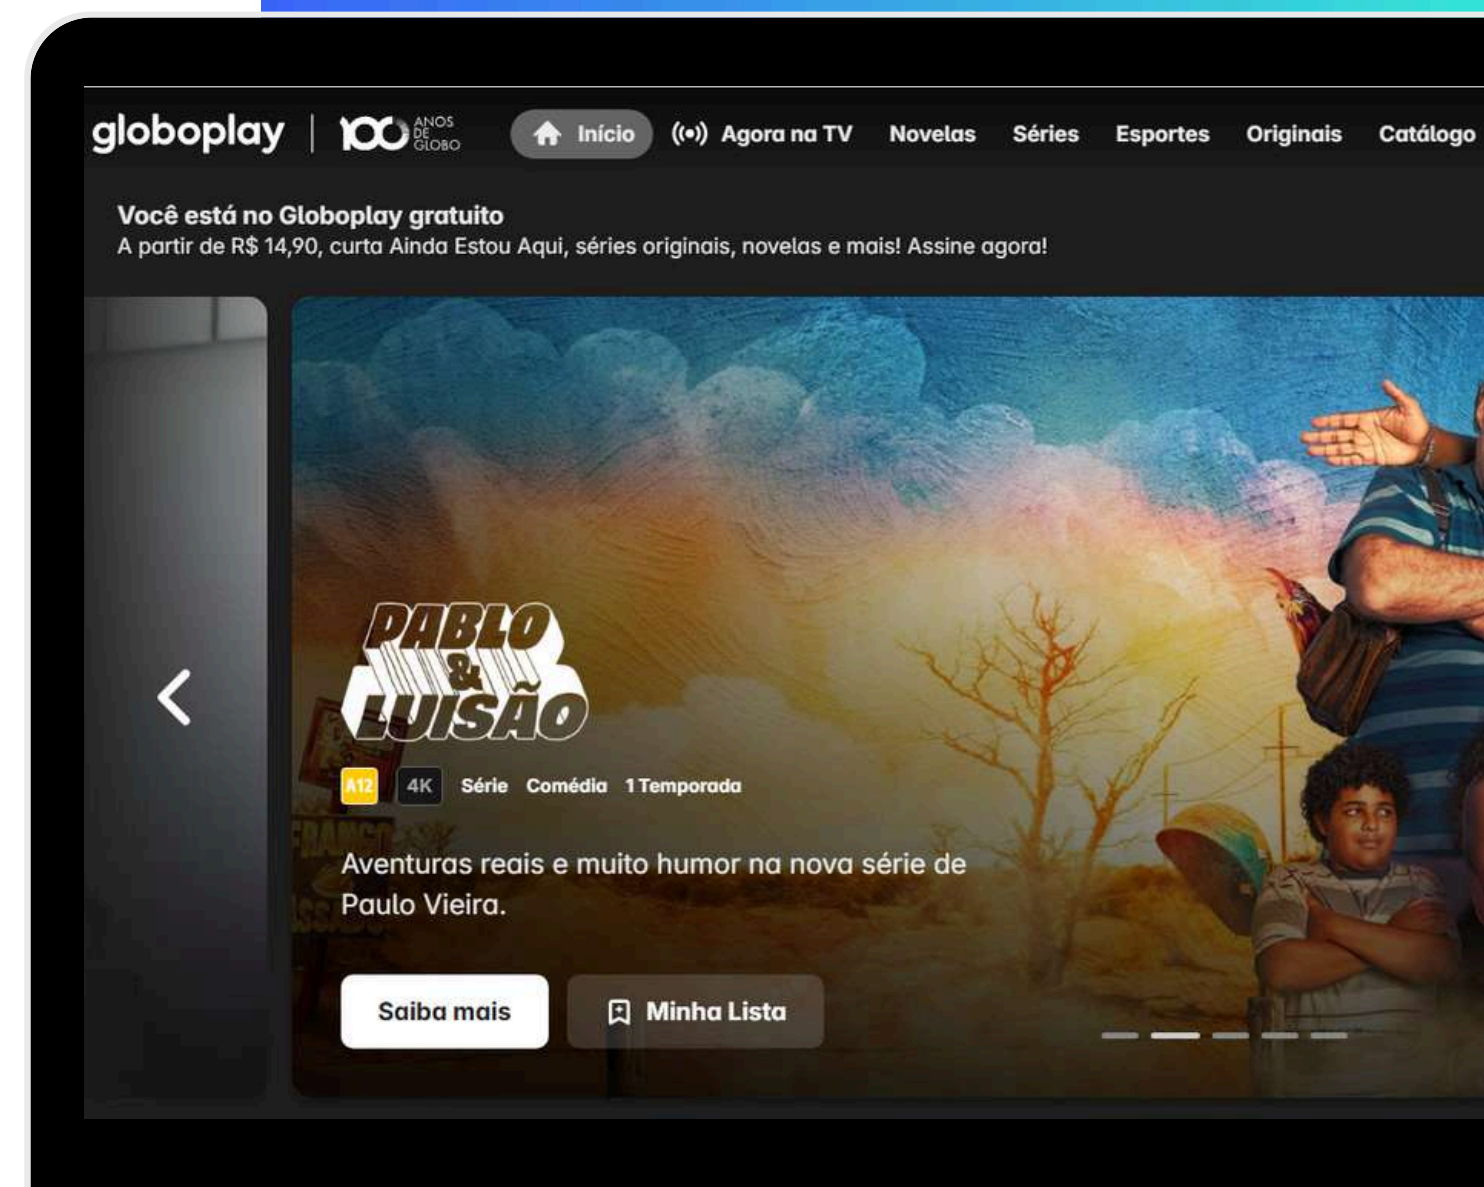 globoplay
100 ANOS
DE
GLOBO
Início
Agora na TV
Novelas
Séries
Esportes
Originais
Catálogo
Você está no Globoplay gratuito
A partir de R$ 14,90, curta Ainda Estou Aqui, séries originais, novelas e mais! Assine agora!
PABLO
&
LUISÃO
A12
4K
Série
Comédia
1 Temporada
FRANGO
ASSADO
Aventuras reais e muito humor na nova série de
Paulo Vieira.
Saiba mais
Minha Lista